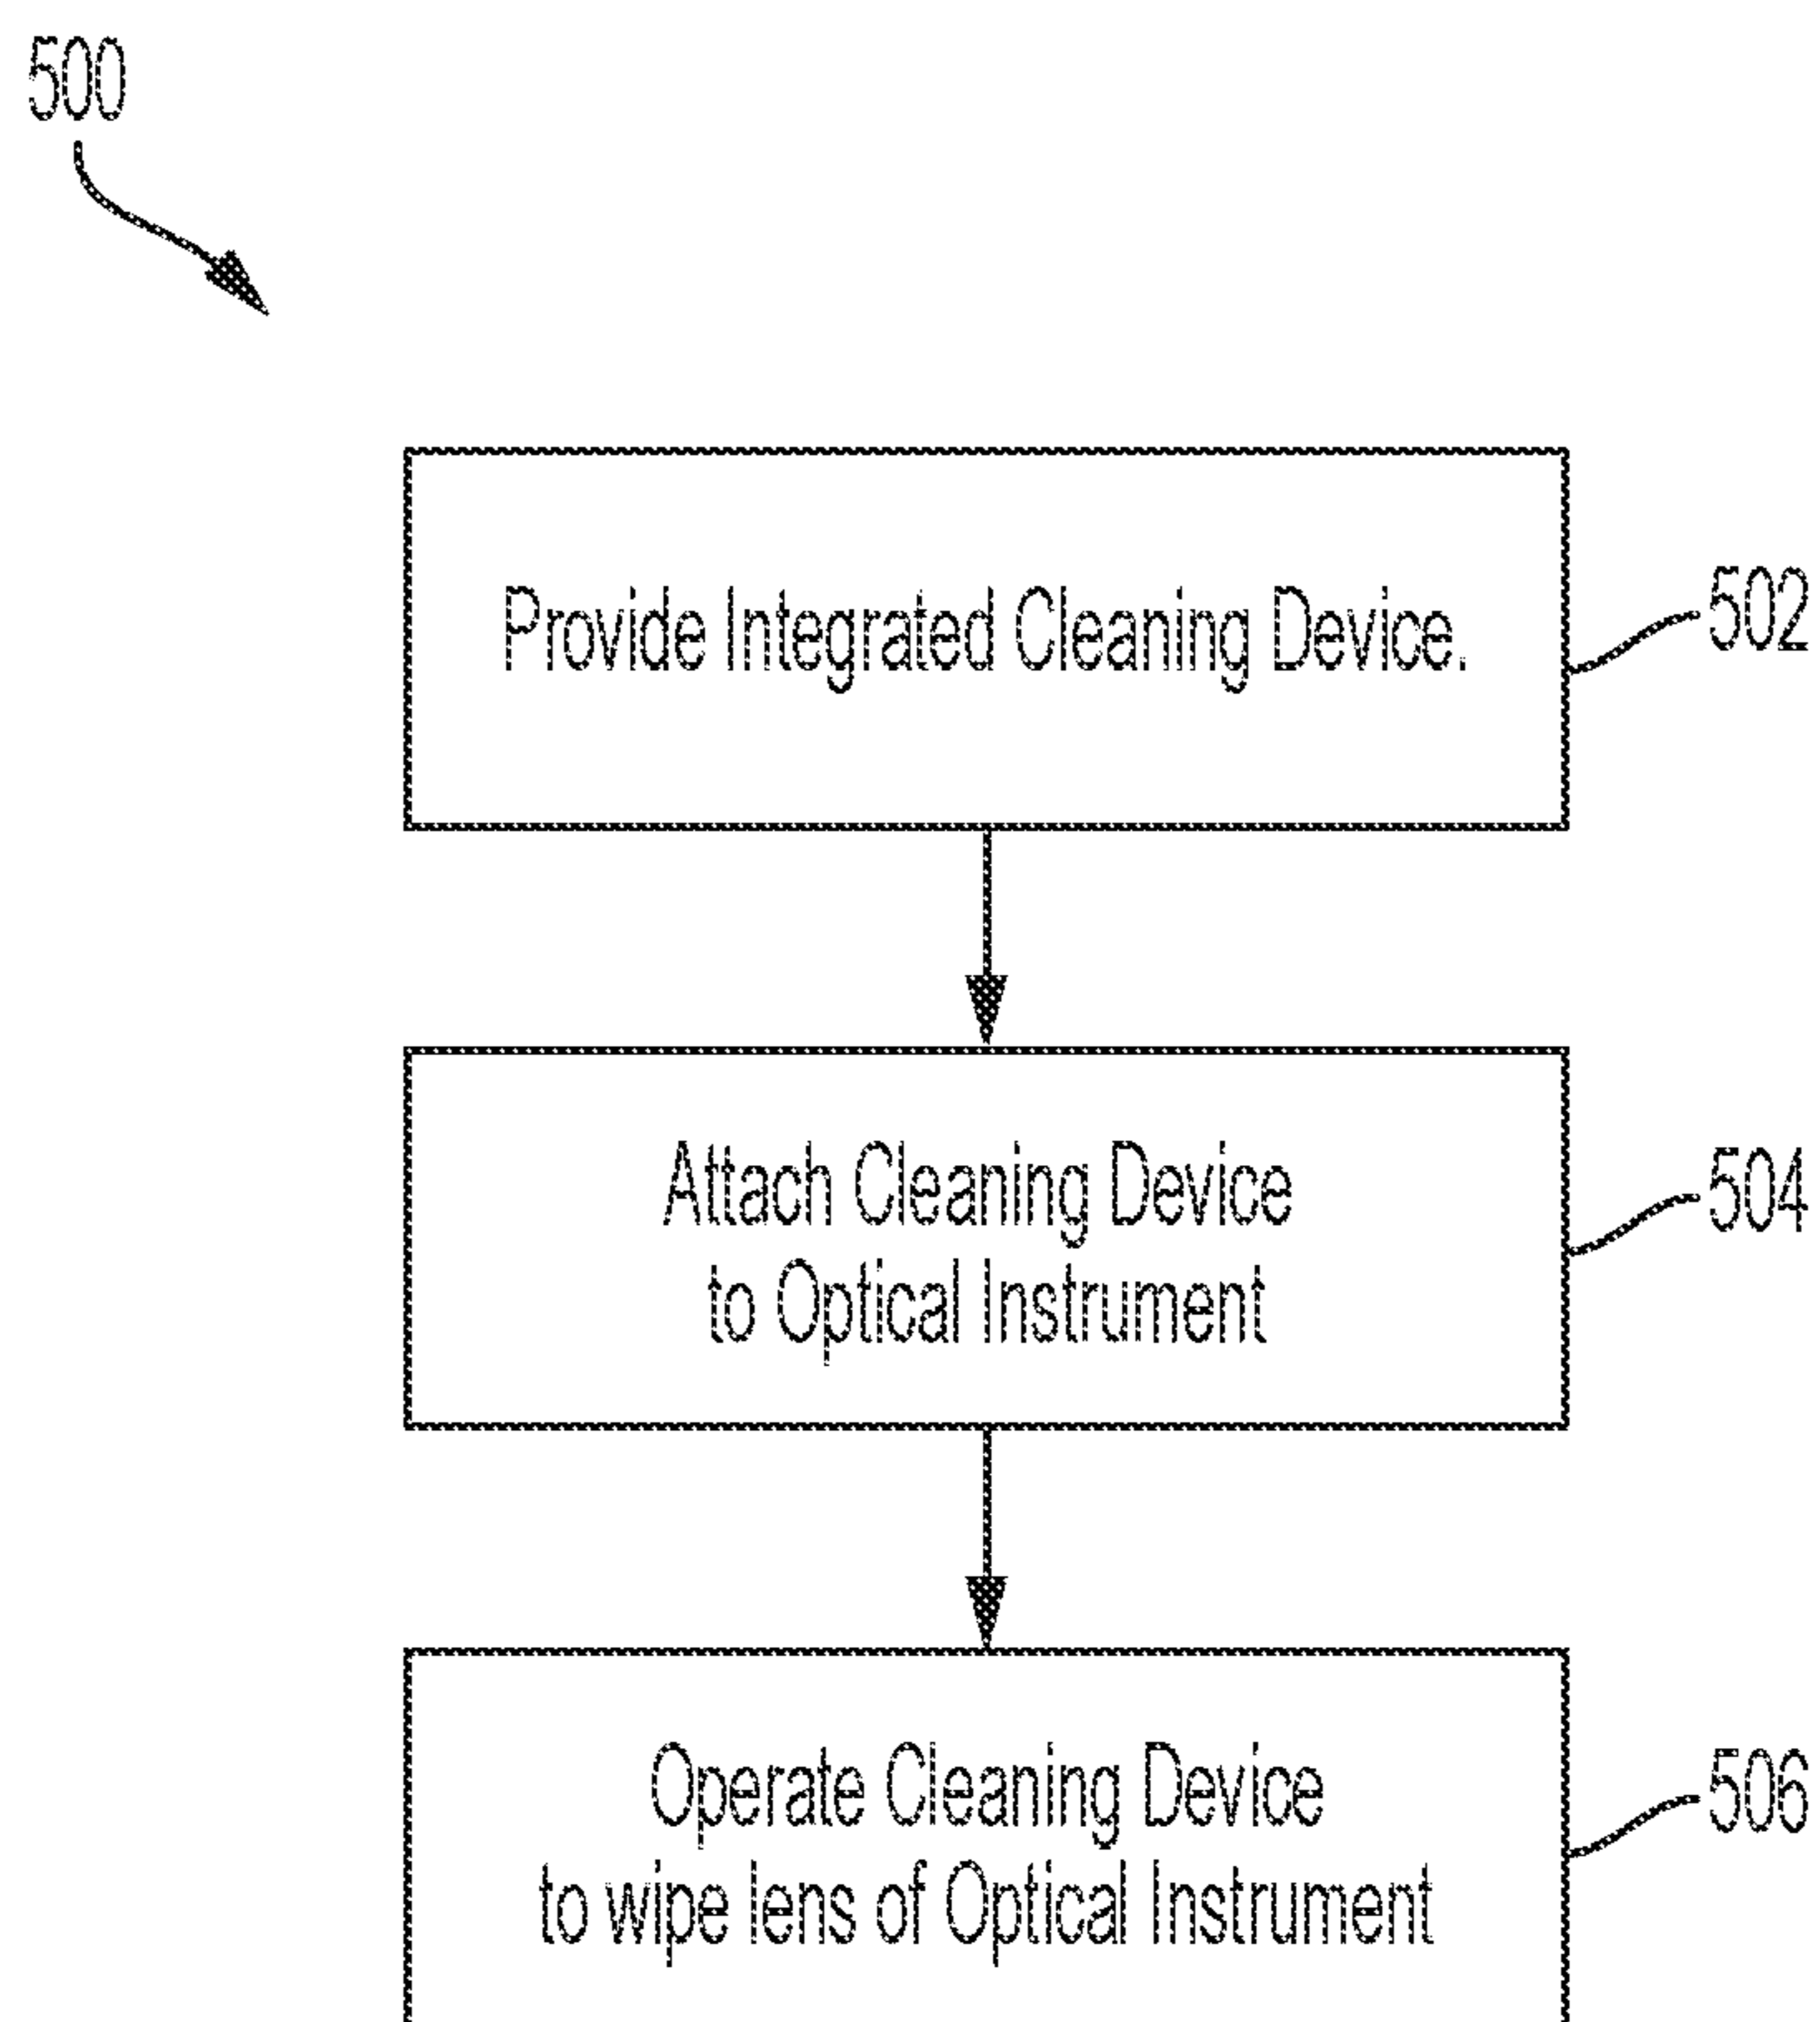 500
Provide Integrated Cleaning Device.
502
Attach Cleaning Device
to Optical Instrument
504
Operate Cleaning Device
to wipe lens of Optical Instrument
506